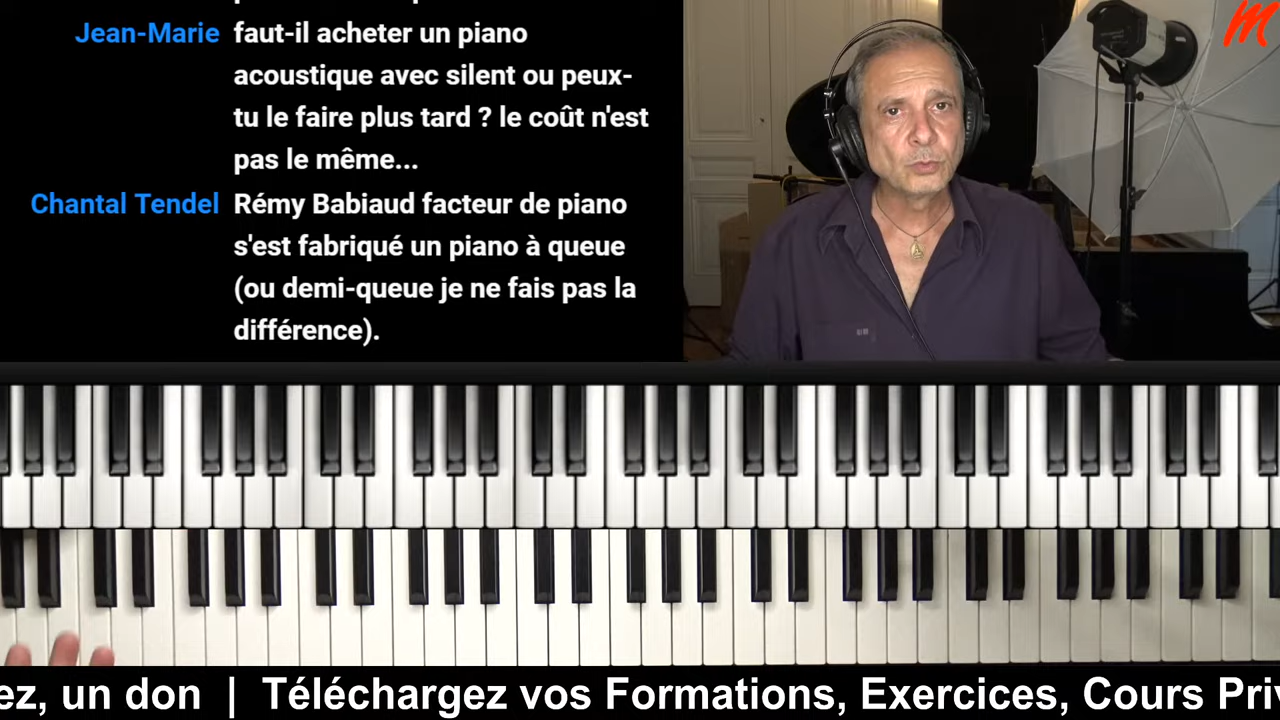 Jean-Marie faut-il acheter un piano
acoustique avec silent ou peux-
tu le faire plus tard ? le coût n'est
pas le même...
Chantal Tendel Rémy Babiaud facteur de piano
s'est fabriqué un piano à queue
(ou demi-queue je ne fais pas la
différence).
ez, un don | Téléchargez vos Formations, Exercices, Cours Priv